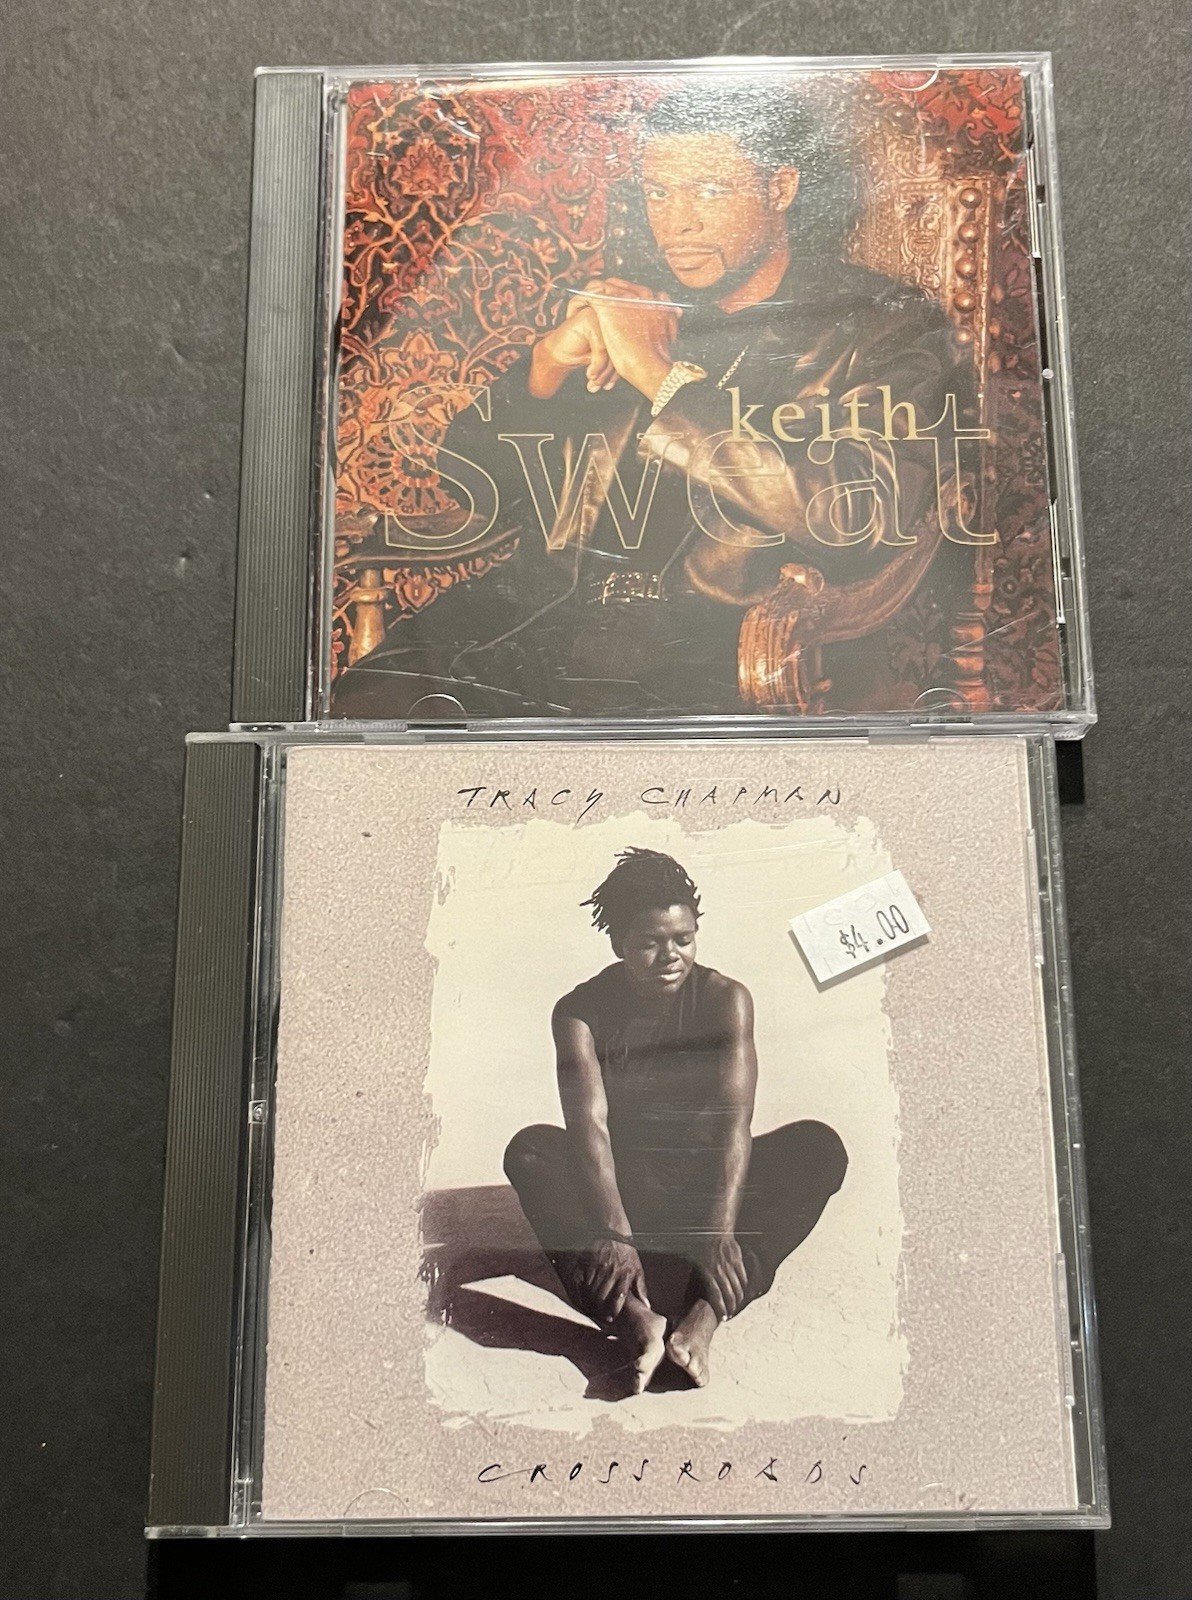 keith
Sweat
TRACY CHAPMAN
$4.00
CROSSROADS